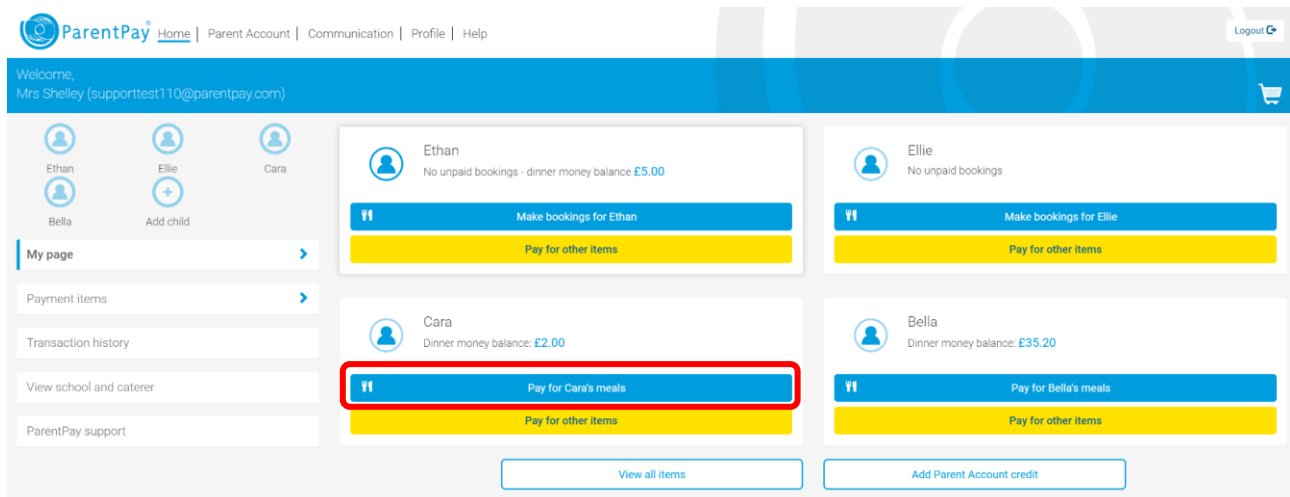 ParentPay®
Home | Parent Account | Communication | Profile | Help
Logout
Welcome,
Mrs Shelley (supporttest110@parentpay.com)
Ethan
Ellie
Cara
Bella
Add child
My page
Payment items
Transaction history
View school and caterer
ParentPay support
Ethan
No unpaid bookings - dinner money balance £5.00
Make bookings for Ethan
Pay for other items
Ellie
No unpaid bookings
Make bookings for Ellie
Pay for other items
Cara
Dinner money balance: £2.00
Pay for Cara's meals
Pay for other items
Bella
Dinner money balance: £35.20
Pay for Bella's meals
Pay for other items
View all items
Add Parent Account credit